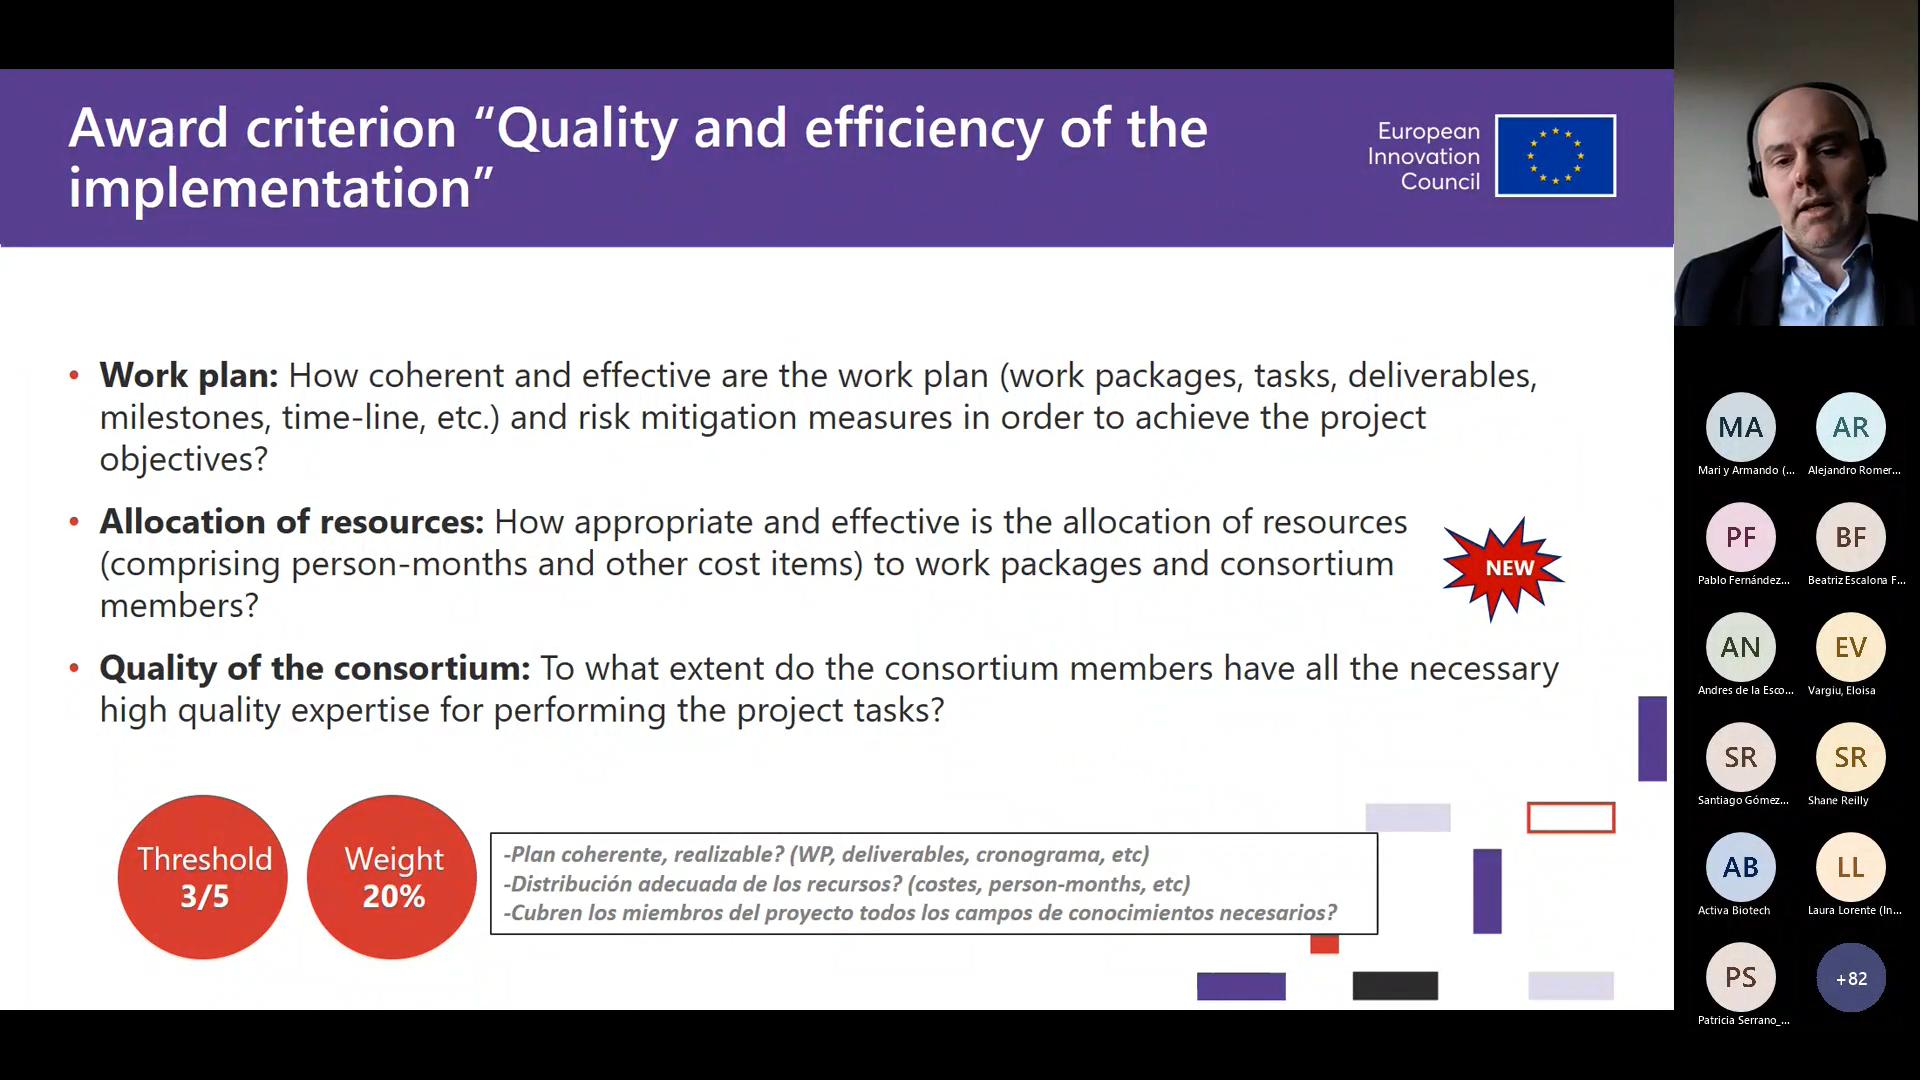 Award criterion “Quality and efficiency of the
implementation”
European
Innovation
Council
• Work plan: How coherent and effective are the work plan (work packages, tasks, deliverables,
milestones, time-line, etc.) and risk mitigation measures in order to achieve the project
objectives?
• Allocation of resources: How appropriate and effective is the allocation of resources
(comprising person-months and other cost items) to work packages and consortium
members?
NEW
• Quality of the consortium: To what extent do the consortium members have all the necessary
high quality expertise for performing the project tasks?
Threshold
3/5
Weight
20%
-Plan coherente, realizable? (WP, deliverables, cronograma, etc)
-Distribución adecuada de los recursos? (costes, person-months, etc)
-Cubren los miembros del proyecto todos los campos de conocimientos necesarios?
MA
Mari y Armando (...
AR
Alejandro Romer...
PF
Pablo Fernández...
BF
Beatriz Escalona F...
AN
Andres de la Esco...
EV
Vargiu, Eloisa
SR
Santiago Gómez...
SR
Shane Reilly
AB
Activa Biotech
LL
Laura Lorente (In...
PS
Patricia Serrano_...
+82